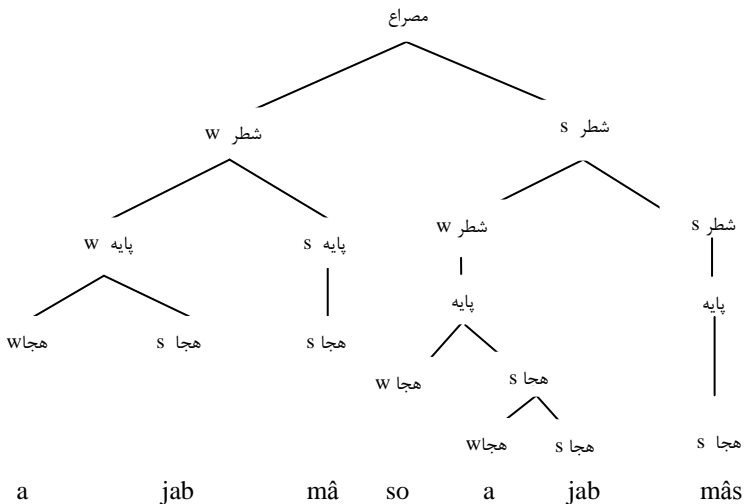 مصراع
شطر w شطر s
پایه w پایه s شطر w شطر s
پایه پایه
هجاw هجا s هجا s هجا w هجا s
هجاw هجا s هجا s
a jab mâ so a jab mâs